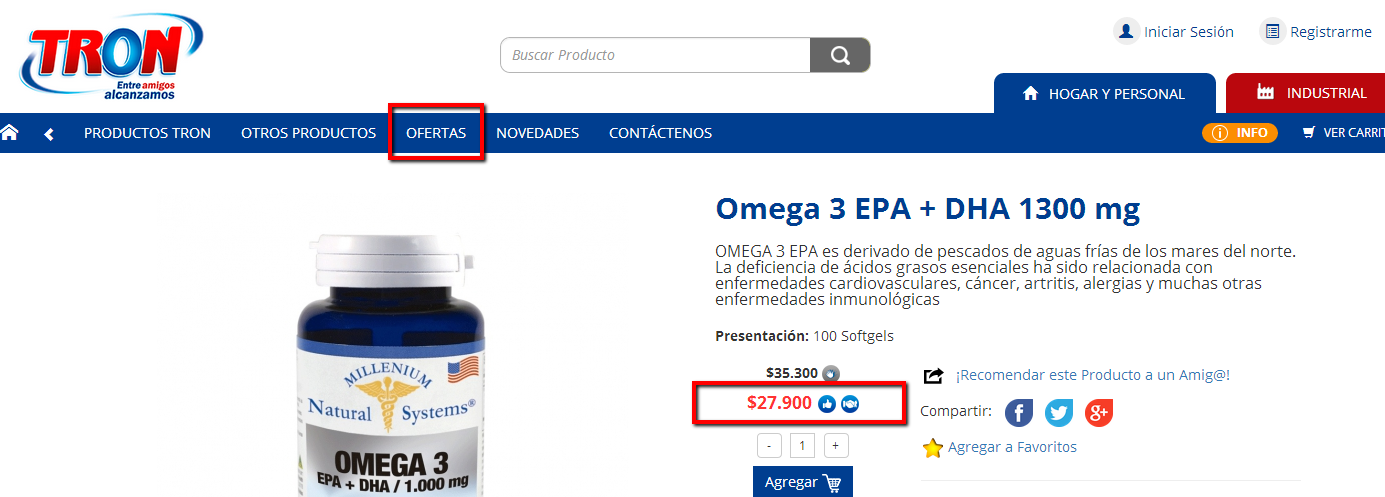 TRON
Entre amigos
alcanzamos
Buscar Producto
Iniciar Sesión
Registrarme
HOGAR Y PERSONAL
INDUSTRIAL
PRODUCTOS TRON
OTROS PRODUCTOS
OFERTAS
NOVEDADES
CONTÁCTENOS
INFO
VER CARRIT
Omega 3 EPA + DHA 1300 mg
OMEGA 3 EPA es derivado de pescados de aguas frías de los mares del norte.
La deficiencia de ácidos grasos esenciales ha sido relacionada con
enfermedades cardiovasculares, cáncer, artritis, alergias y muchas otras
enfermedades inmunológicas
Presentación: 100 Softgels
$35.300
$27.900
- 1 +
Agregar
¡Recomendar este Producto a un Amig@!
Compartir:
Agregar a Favoritos
MILLENIUM
Natural Systems®
OMEGA 3
EPA + DHA / 1.000 mg